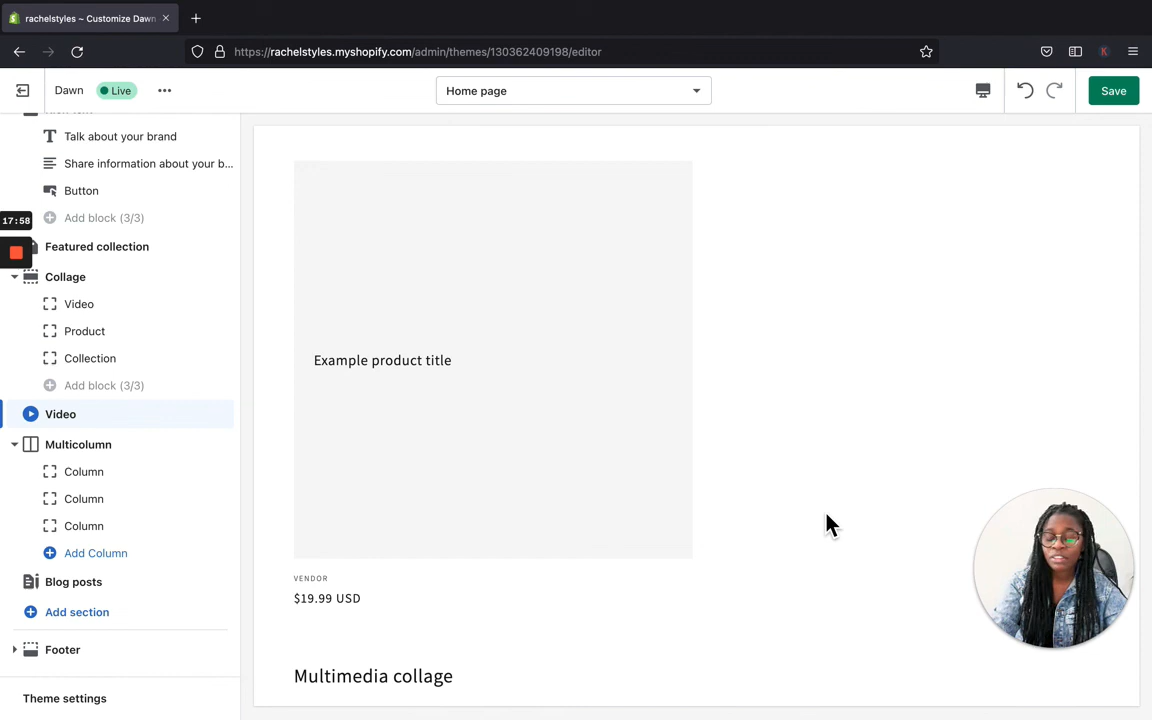 rachelstyles ~ Customize Dawn
https://rachelstyles.myshopify.com/admin/themes/130362409198/editor
K
Dawn
Live
Home page
Save
Talk about your brand
Share information about your b...
Button
Add block (3/3)
17:58
Featured collection
Collage
Video
Product
Collection
Add block (3/3)
Video
Multicolumn
Column
Column
Column
Add Column
Blog posts
Add section
Footer
Theme settings
Example product title
VENDOR
$19.99 USD
Multimedia collage